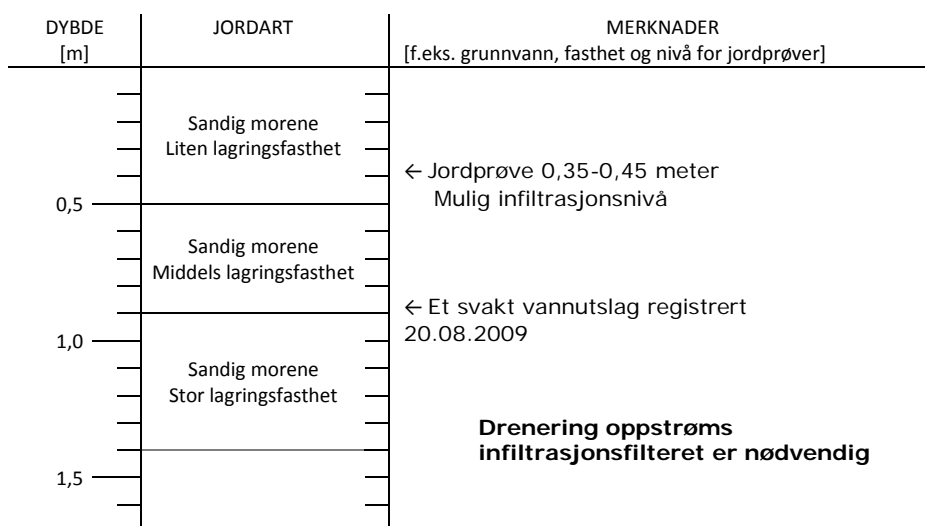 DYBDE
[m]
JORDART
MERKNADER
[f.eks. grunnvann, fasthet og nivå for jordprøver]
Sandig morene
Liten lagringsfasthet
← Jordprøve 0,35-0,45 meter
Mulig infiltrasjonsnivå
0,5
Sandig morene
Middels lagringsfasthet
← Et svakt vannutslag registrert
20.08.2009
1,0
Sandig morene
Stor lagringsfasthet
Drenering oppstrøms
infiltrasjonsfilteret er nødvendig
1,5